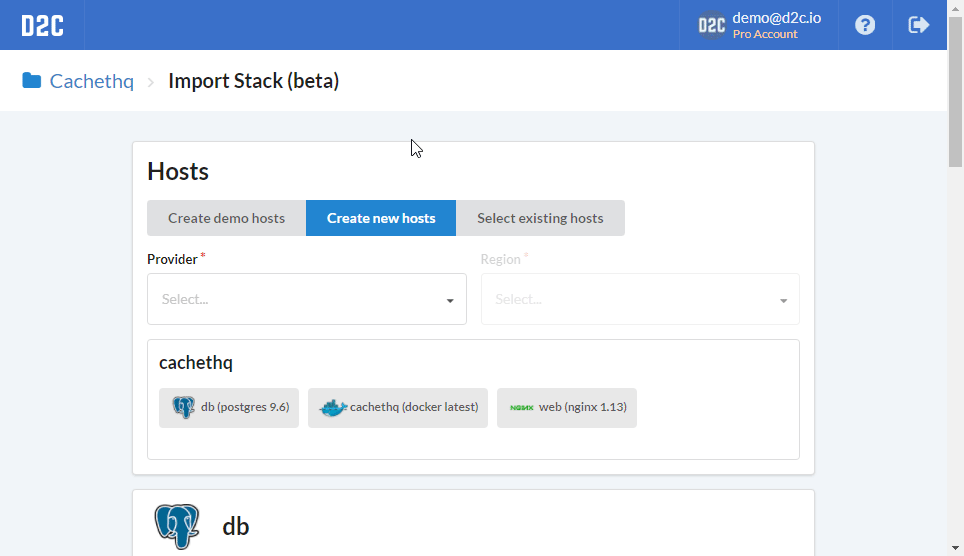 D2C
D2C demo@d2c.io
Pro Account
?
Cachethq > Import Stack (beta)
Hosts
Create demo hosts Create new hosts Select existing hosts
Provider * Region *
Select... Select...
cachethq
db (postgres 9.6) cachethq (docker latest) NGINX web (nginx 1.13)
db